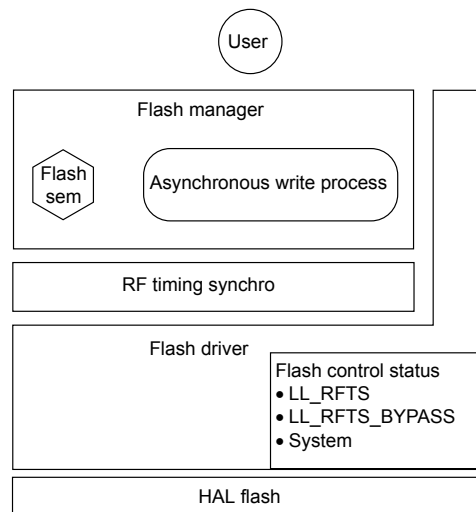 User
Flash manager
Flash
sem
Asynchronous write process
RF timing synchro
Flash driver
Flash control status
• LL_RFTS
• LL_RFTS_BYPASS
• System
HAL flash